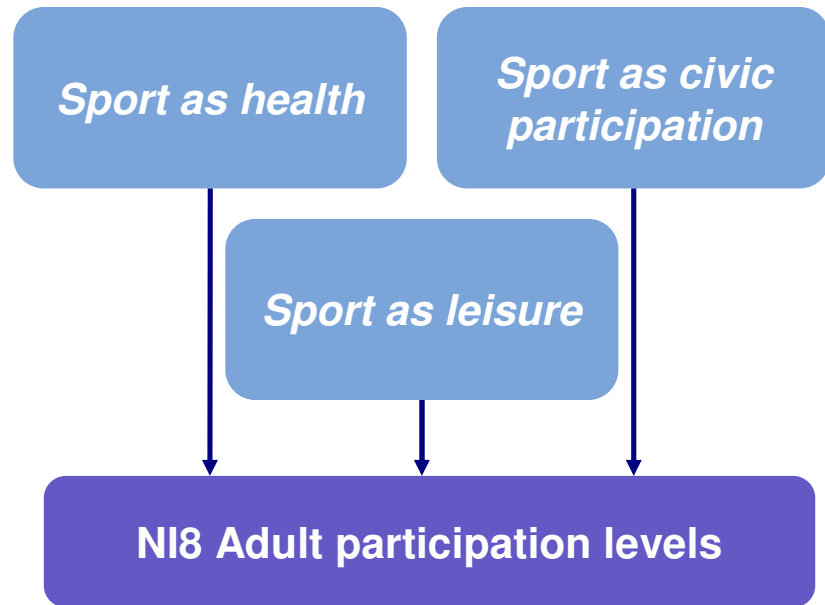 Sport as health
Sport as civic
participation
Sport as leisure
NI8 Adult participation levels